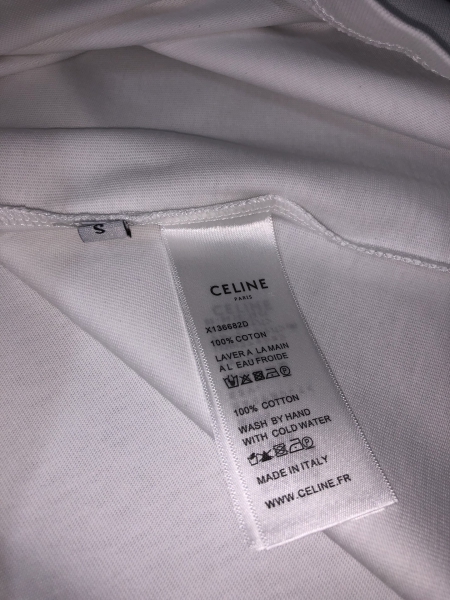 S
CELINE
PARIS
X136682D
100% COTON
LAVER A LA MAIN
A L' EAU FROIDE
100% COTTON
WASH BY HAND
WITH COLD WATER
MADE IN ITALY
WWW.CELINE.FR